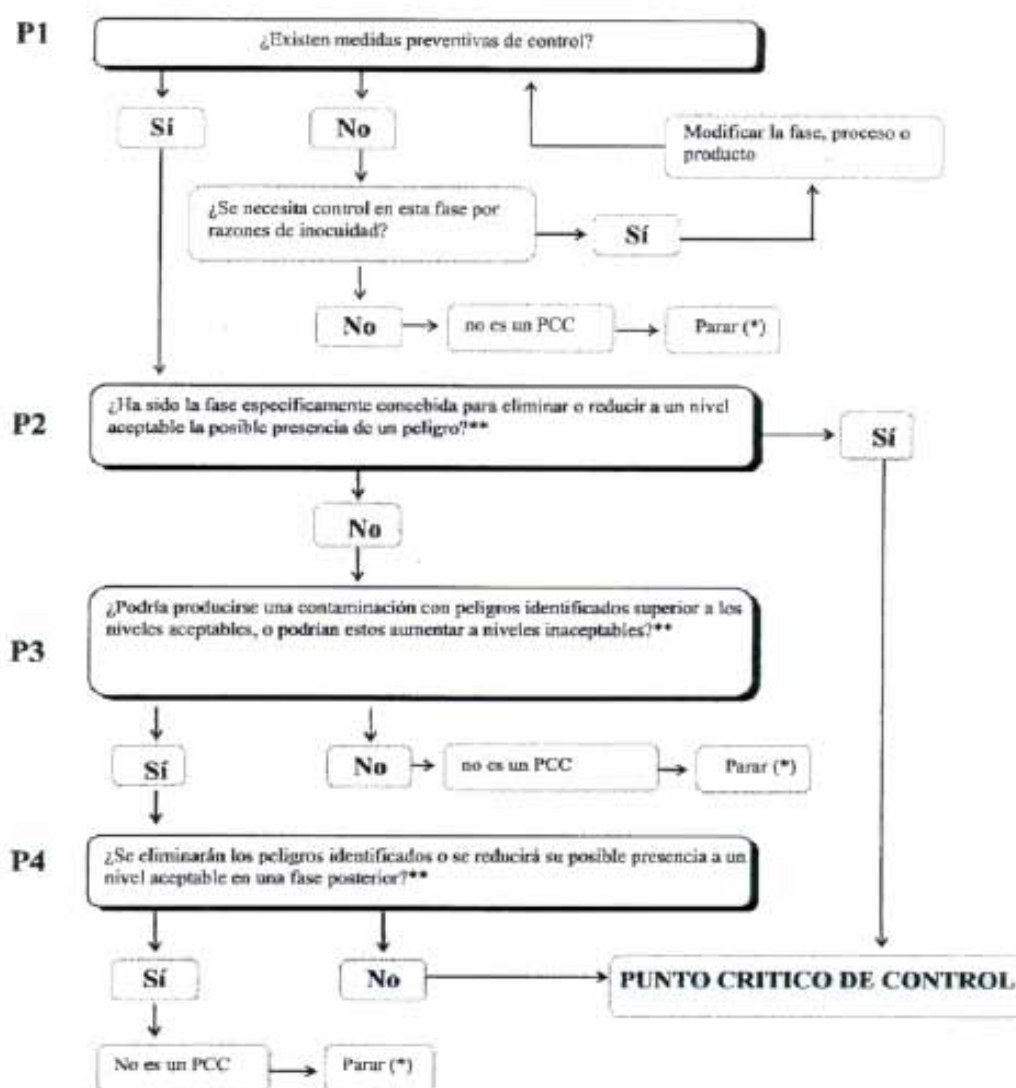 P1
¿Existen medidas preventivas de control?
Sí
No
Modificar la fase, proceso o
producto
¿Se necesita control en esta fase por
razones de inocuidad?
Sí
No
no es un PCC
Parar (*)
P2
¿Ha sido la fase específicamente concebida para eliminar o reducir a un nivel
aceptable la posible presencia de un peligro?**
Sí
No
P3
¿Podría producirse una contaminación con peligros identificados superior a los
niveles aceptables, o podrían estos aumentar a niveles inaceptables?**
Sí
No
no es un PCC
Parar (*)
P4
¿Se eliminarán los peligros identificados o se reducirá su posible presencia a un
nivel aceptable en una fase posterior?**
Sí
No
PUNTO CRITICO DE CONTROL
No es un PCC
Parar (*)